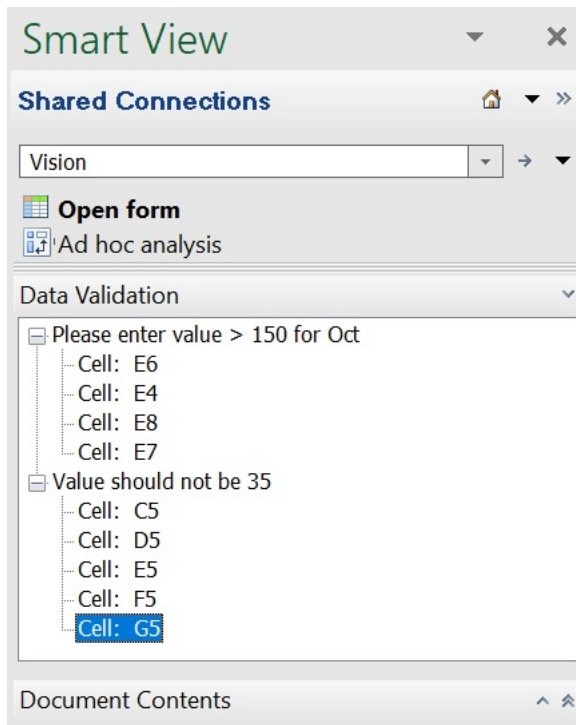 Smart View
Shared Connections
Vision
Open form
Ad hoc analysis
Data Validation
Please enter value > 150 for Oct
Cell: E6
Cell: E4
Cell: E8
Cell: E7
Value should not be 35
Cell: C5
Cell: D5
Cell: E5
Cell: F5
Cell: G5
Document Contents